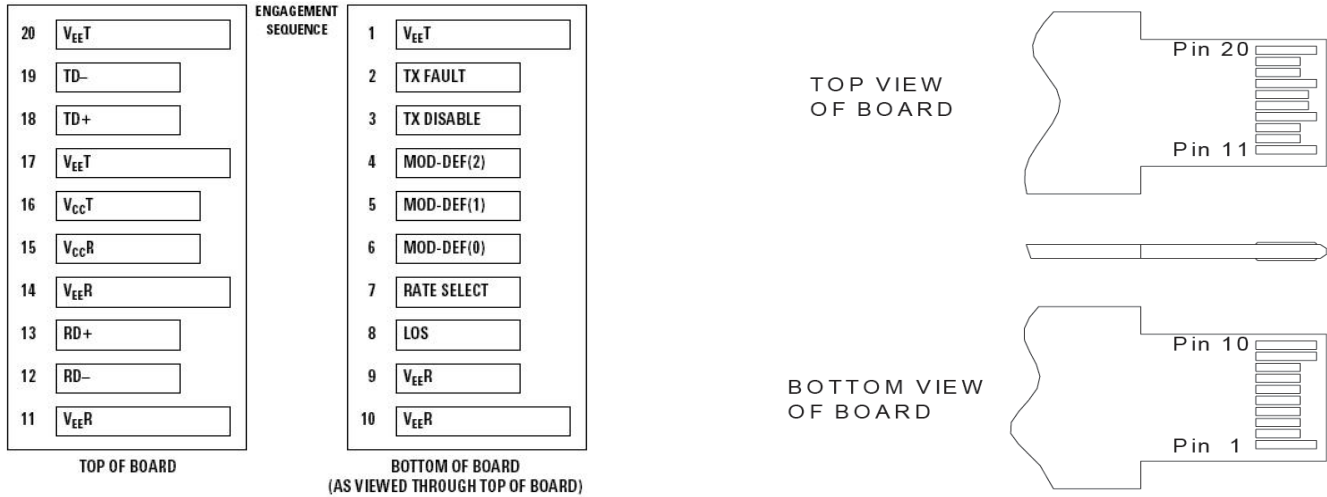 ENGAGEMENT
SEQUENCE
20 VEET
19 TD–
18 TD+
17 VEET
16 VCCT
15 VCCR
14 VEER
13 RD+
12 RD–
11 VEER
TOP OF BOARD
1 VEET
2 TX FAULT
3 TX DISABLE
4 MOD-DEF(2)
5 MOD-DEF(1)
6 MOD-DEF(0)
7 RATE SELECT
8 LOS
9 VEER
10 VEER
BOTTOM OF BOARD
(AS VIEWED THROUGH TOP OF BOARD)
TOP VIEW
OF BOARD
Pin 20
Pin 11
BOTTOM VIEW
OF BOARD
Pin 10
Pin 1